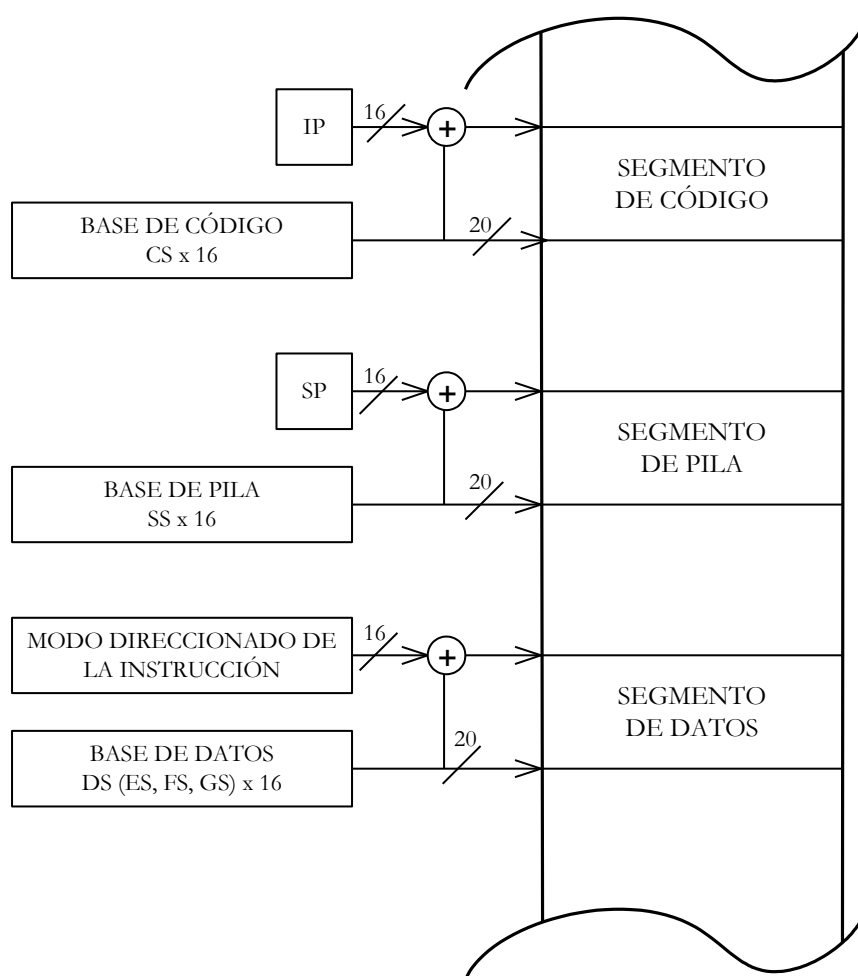 16
IP
+
SEGMENTO
DE CÓDIGO
BASE DE CÓDIGO
CS x 16
20
16
SP
+
SEGMENTO
DE PILA
BASE DE PILA
SS x 16
20
MODO DIRECCIONADO DE
LA INSTRUCCIÓN
16
+
SEGMENTO
DE DATOS
BASE DE DATOS
DS (ES, FS, GS) x 16
20